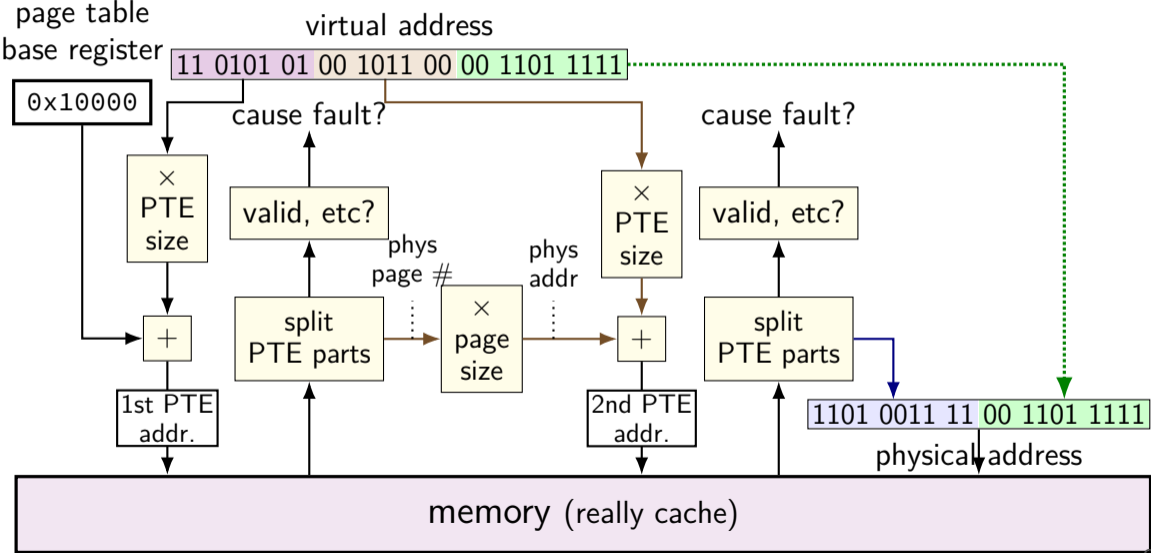 page table
base register
virtual address
11 0101 01 00 1011 00 00 1101 1111
0x10000
cause fault?
cause fault?
×
PTE
size
valid, etc?
×
PTE
size
valid, etc?
phys
page #
phys
addr
+
split
PTE parts
×
page
size
+
split
PTE parts
1st PTE
addr.
2nd PTE
addr.
1101 0011 11 00 1101 1111
physical address
memory (really cache)